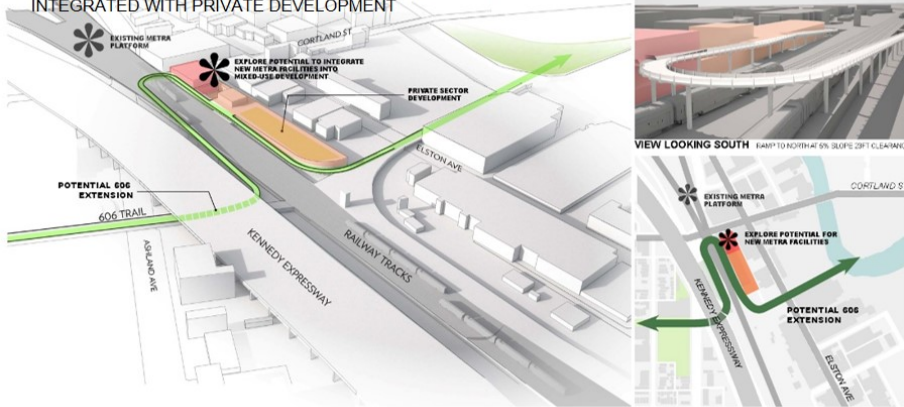 INTEGRATED WITH PRIVATE DEVELOPMENT
EXISTING METRA
PLATFORM
CORTLAND ST
EXPLORE POTENTIAL TO INTEGRATE
NEW METRA FACILITIES INTO
MIXED-USE DEVELOPMENT
PRIVATE SECTOR
DEVELOPMENT
ELSTON AVE
POTENTIAL 606
EXTENSION
606 TRAIL
ASHLAND AVE
KENNEDY EXPRESSWAY
RAILWAY TRACKS
VIEW LOOKING SOUTH RAMP TO NORTH AT 5% SLOPE 23FT CLEARANC
CORTLAND S
EXISTING METRA
PLATFORM
EXPLORE POTENTIAL FOR
NEW METRA FACILITIES
KENNEDY EXPRESSWAY
POTENTIAL 606
EXTENSION
ELSTON AVE